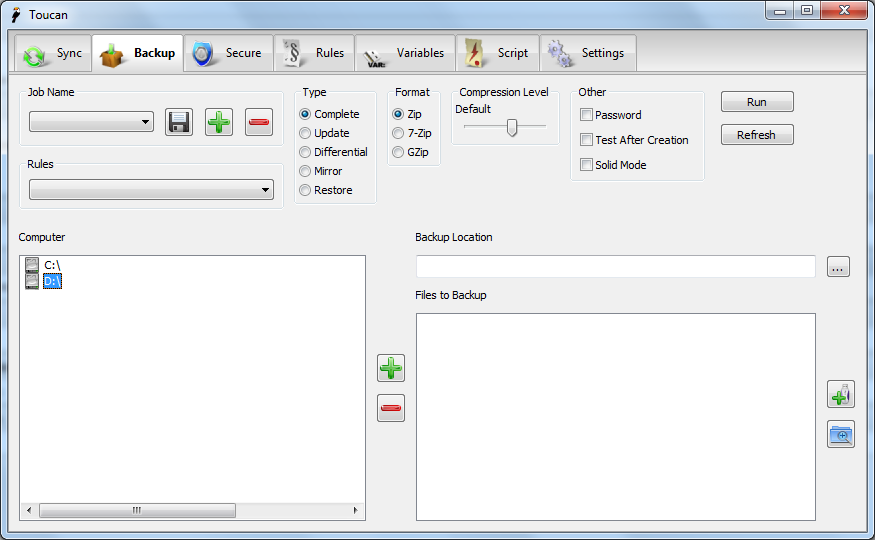 Toucan
Sync Backup Secure Rules VAR: Variables Script Settings
Job Name
Rules
Type
Complete
Update
Differential
Mirror
Restore
Format
Zip
7-Zip
GZip
Compression Level
Default
Other
Password
Test After Creation
Solid Mode
Run
Refresh
Computer
C:\
D:\
Backup Location
...
Files to Backup